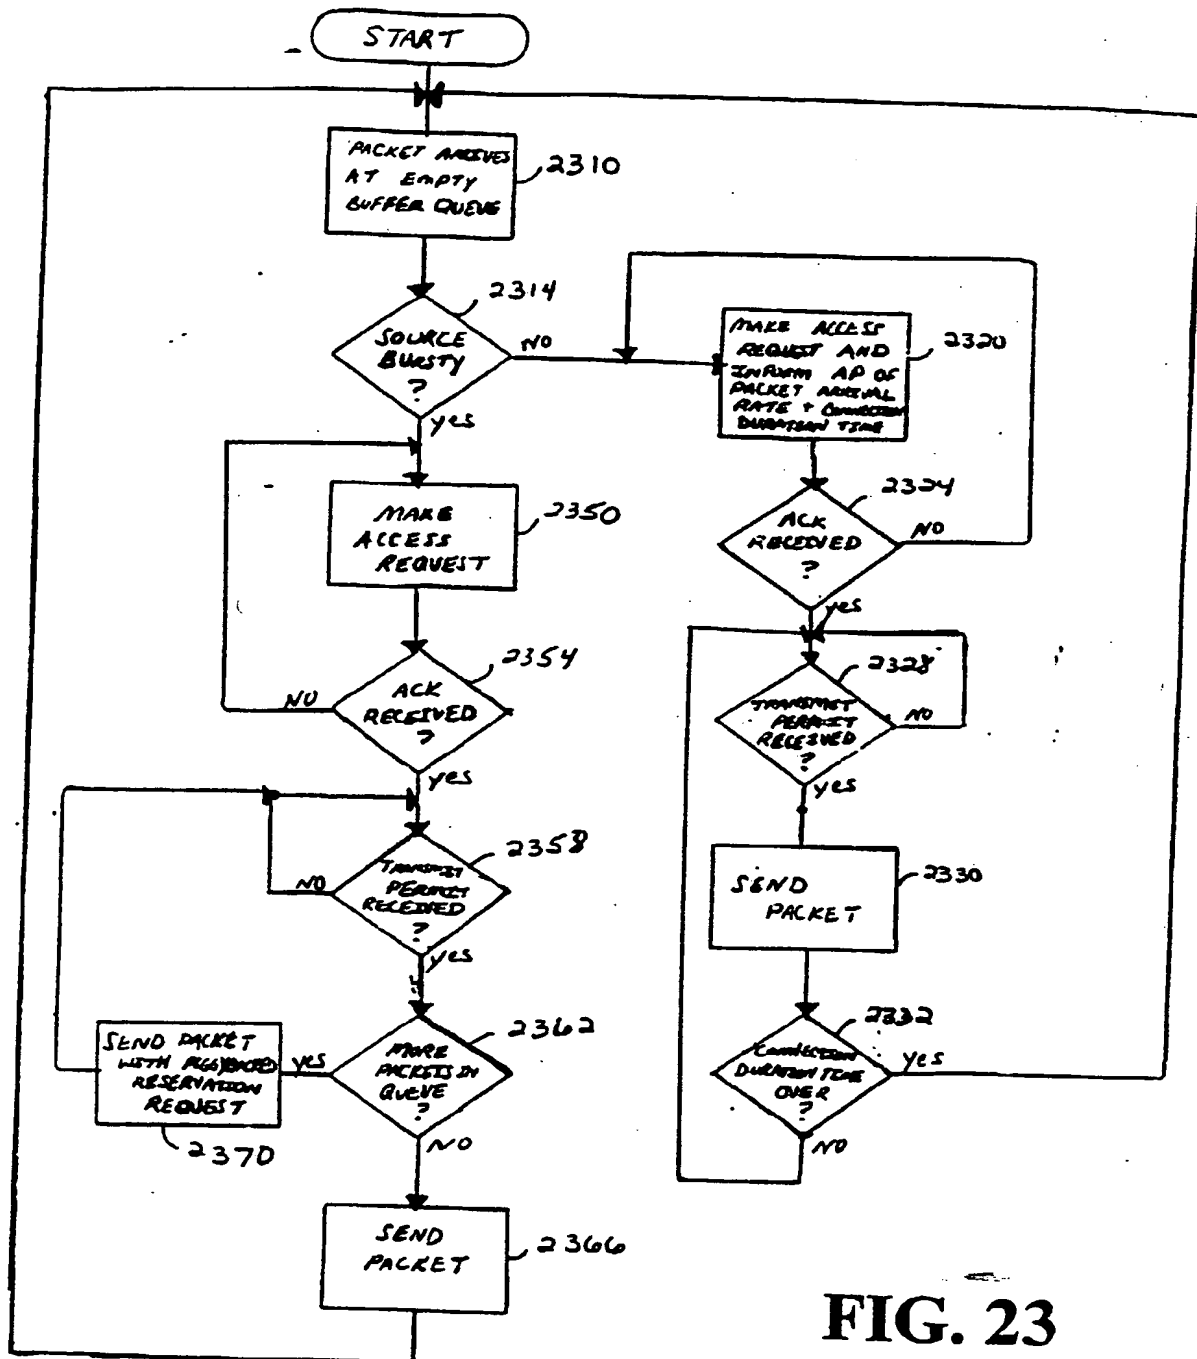 START
PACKET ARRIVES
AT EMPTY
BUFFER QUEUE
2310
2314
SOURCE
BURSTY
?
NO
yes
MAKE ACCESS
REQUEST AND
INFORM AP OF
PACKET ARRIVAL
RATE + CONNECTION
DURATION TIME
2320
MAKE
ACCESS
REQUEST
2350
2324
ACK
RECEIVED
?
NO
yes
2354
ACK
RECEIVED
?
NO
yes
2328
TRANSMIT
PERMIT
RECEIVED
?
NO
yes
2358
TRANSMIT
PERMIT
RECEIVED
?
NO
yes
SEND
PACKET
2330
2362
MORE
PACKETS IN
QUEUE
?
yes
NO
SEND PACKET
WITH PIGGYBACKED
RESERVATION
REQUEST
2370
2332
CONNECTION
DURATION TIME
OVER
?
yes
NO
SEND
PACKET
2366
FIG. 23